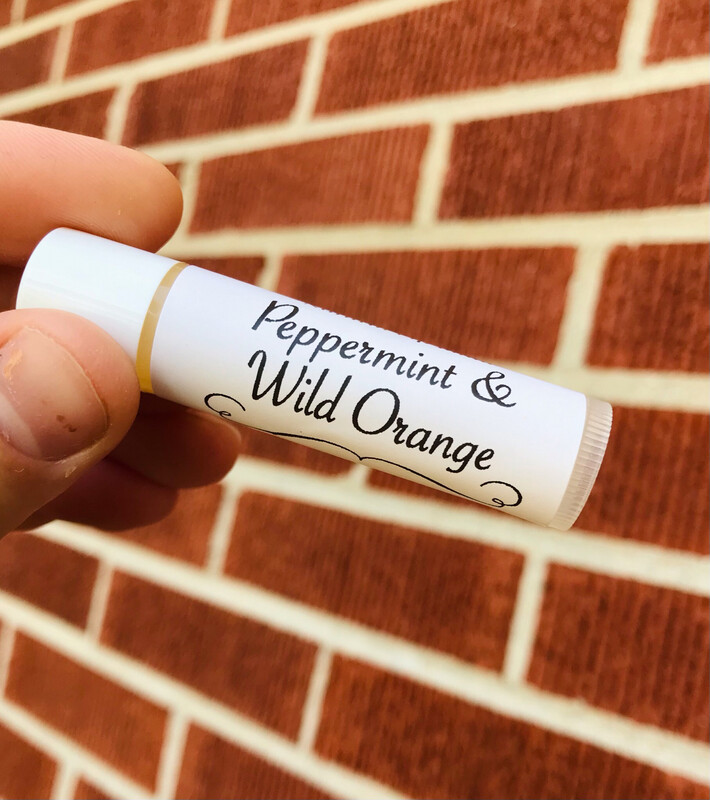 Peppermint &
Wild Orange